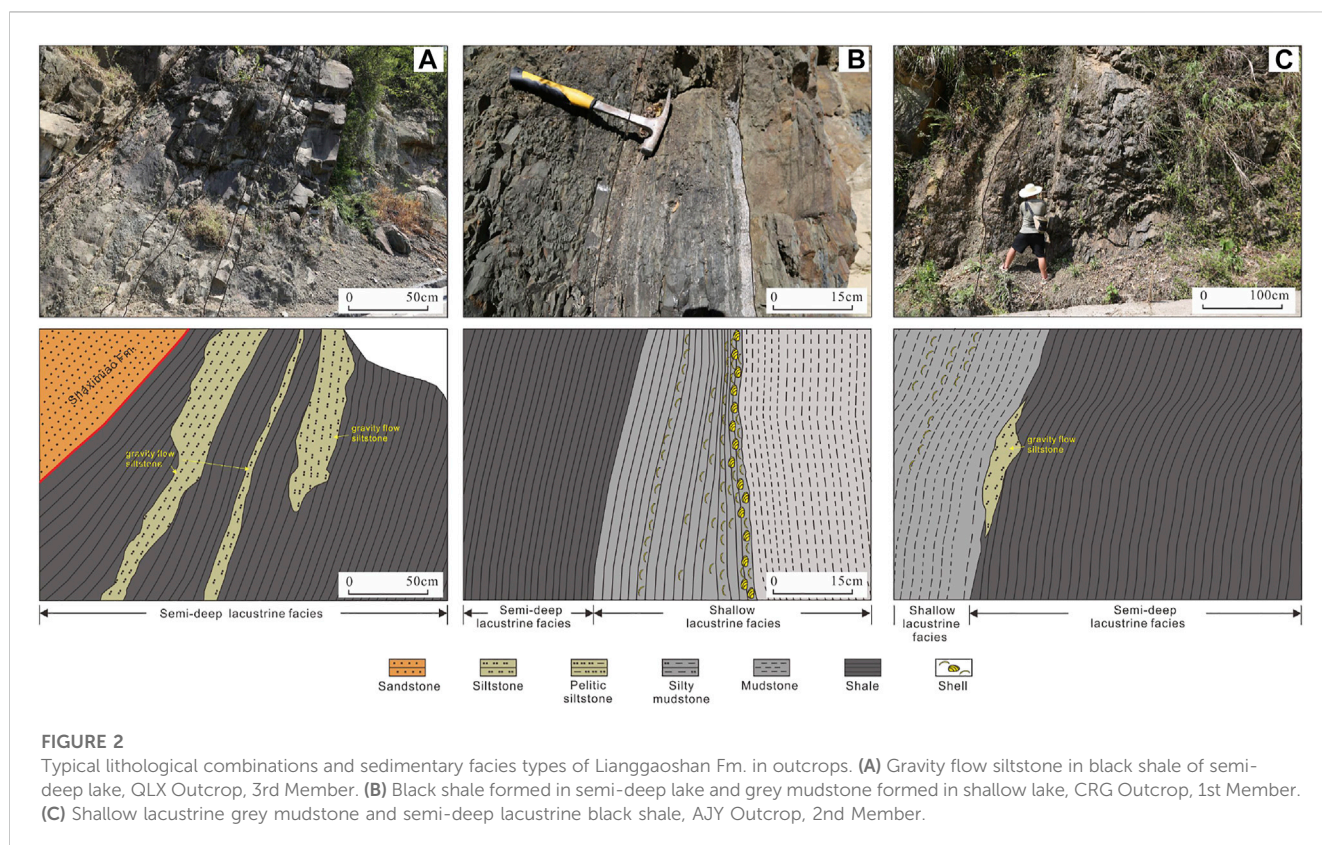 A
B
C
0 50cm
0 15cm
0 100cm
Shaximiao Fm.
gravity flow
siltstone
gravity flow
siltstone
gravity flow
siltstone
0 50cm
0 15cm
Semi-deep lacustrine facies
Semi-deep
lacustrine facies
Shallow
lacustrine facies
Shallow
lacustrine
facies
Semi-deep
lacustrine facies
Sandstone
Siltstone
Pelitic
siltstone
Silty
mudstone
Mudstone
Shale
Shell
FIGURE 2
Typical lithological combinations and sedimentary facies types of Lianggaoshan Fm. in outcrops. (A) Gravity flow siltstone in black shale of semi-
deep lake, QLX Outcrop, 3rd Member. (B) Black shale formed in semi-deep lake and grey mudstone formed in shallow lake, CRG Outcrop, 1st Member.
(C) Shallow lacustrine grey mudstone and semi-deep lacustrine black shale, AJY Outcrop, 2nd Member.